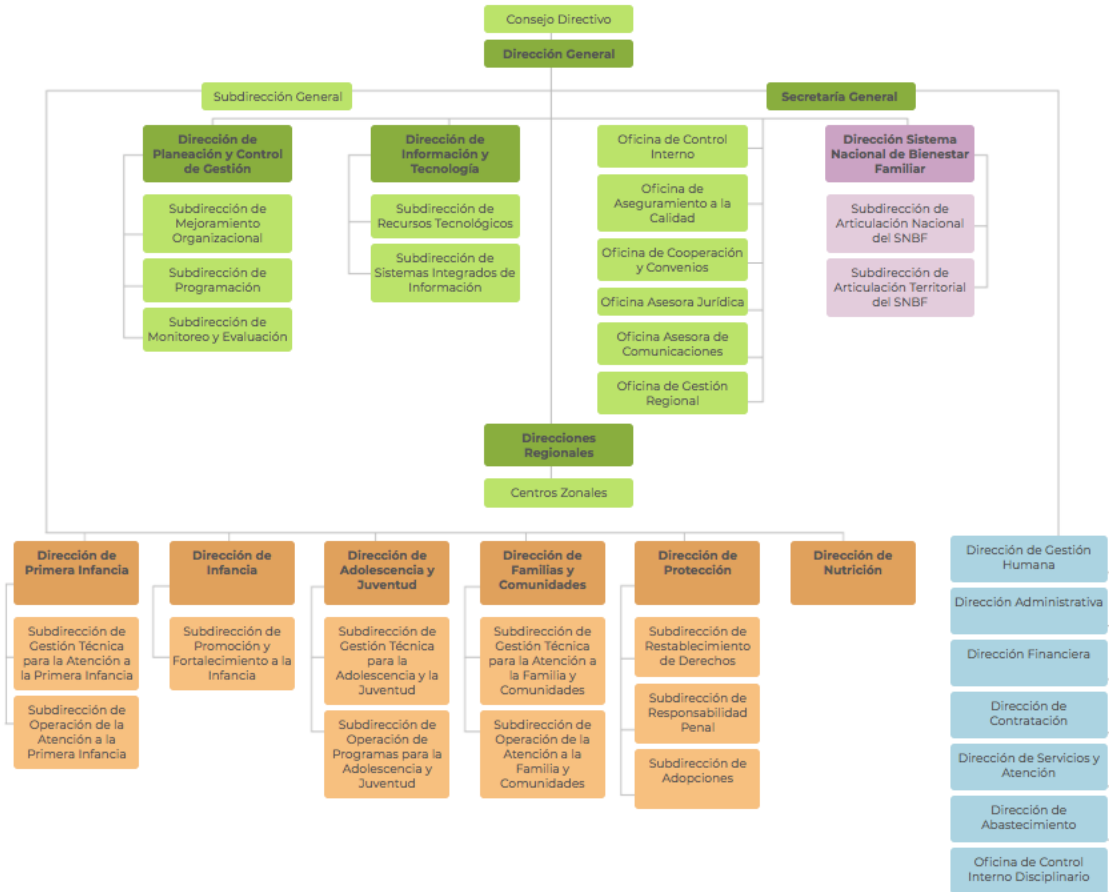 Consejo Directivo
Dirección General
Subdirección General
Secretaría General
Dirección de
Planeación y Control
de Gestión
Subdirección de
Mejoramiento
Organizacional
Subdirección de
Programación
Subdirección de
Monitoreo y Evaluación
Dirección de
Información y
Tecnología
Subdirección de
Recursos Tecnológicos
Subdirección de
Sistemas Integrados de
Información
Oficina de Control
Interno
Oficina de
Aseguramiento a la
Calidad
Oficina de Cooperación
y Convenios
Oficina Asesora Jurídica
Oficina Asesora de
Comunicaciones
Oficina de Gestión
Regional
Dirección Sistema
Nacional de Bienestar
Familiar
Subdirección de
Articulación Nacional
del SNBF
Subdirección de
Articulación Territorial
del SNBF
Direcciones
Regionales
Centros Zonales
Dirección de
Primera Infancia
Subdirección de
Gestión Técnica
para la Atención a
la Primera Infancia
Subdirección de
Operación de la
Atención a la
Primera Infancia
Dirección de
Infancia
Subdirección de
Promoción y
Fortalecimiento a la
Infancia
Dirección de
Adolescencia y
Juventud
Subdirección de
Gestión Técnica
para la
Adolescencia y la
Juventud
Subdirección de
Operación de
Programas para la
Adolescencia y
Juventud
Dirección de
Familias y
Comunidades
Subdirección de
Gestión Técnica
para la Atención a
la Familia y
Comunidades
Subdirección de
Operación de la
Atención a la
Familia y
Comunidades
Dirección de
Protección
Subdirección de
Restablecimiento
de Derechos
Subdirección de
Responsabilidad
Penal
Subdirección de
Adopciones
Dirección de
Nutrición
Dirección de Gestión
Humana
Dirección Administrativa
Dirección Financiera
Dirección de
Contratación
Dirección de Servicios y
Atención
Dirección de
Abastecimiento
Oficina de Control
Interno Disciplinario